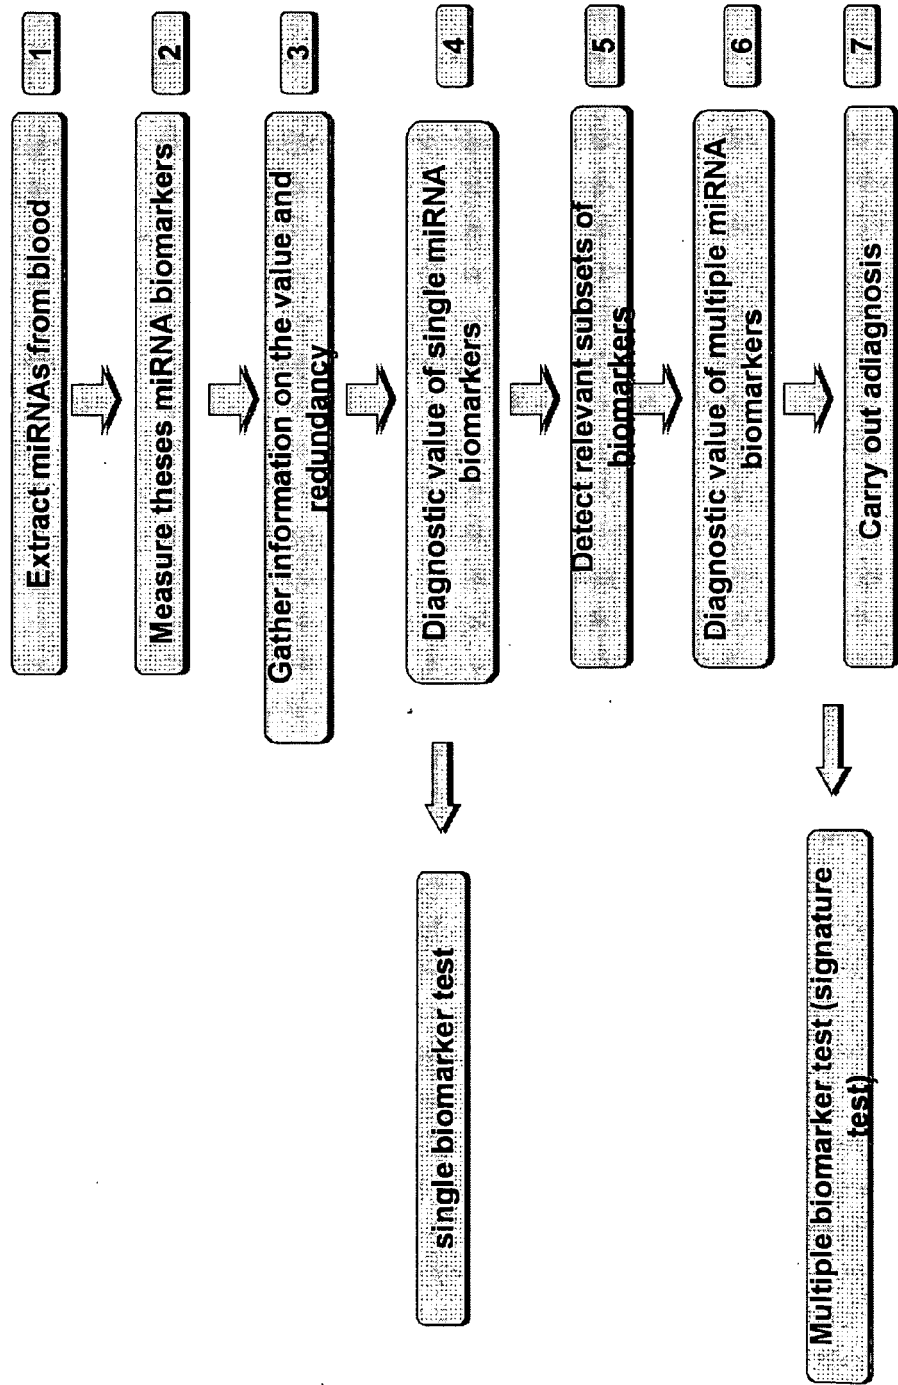 1
Extract miRNAs from blood
2
Measure theses miRNA biomarkers
3
Gather information on the value and
redundancy
4
Diagnostic value of single miRNA
biomarkers
single biomarker test
5
Detect relevant subsets of
biomarkers
6
Diagnostic value of multiple miRNA
biomarkers
7
Carry out adiagnosis
Multiple biomarker test (signature
test)